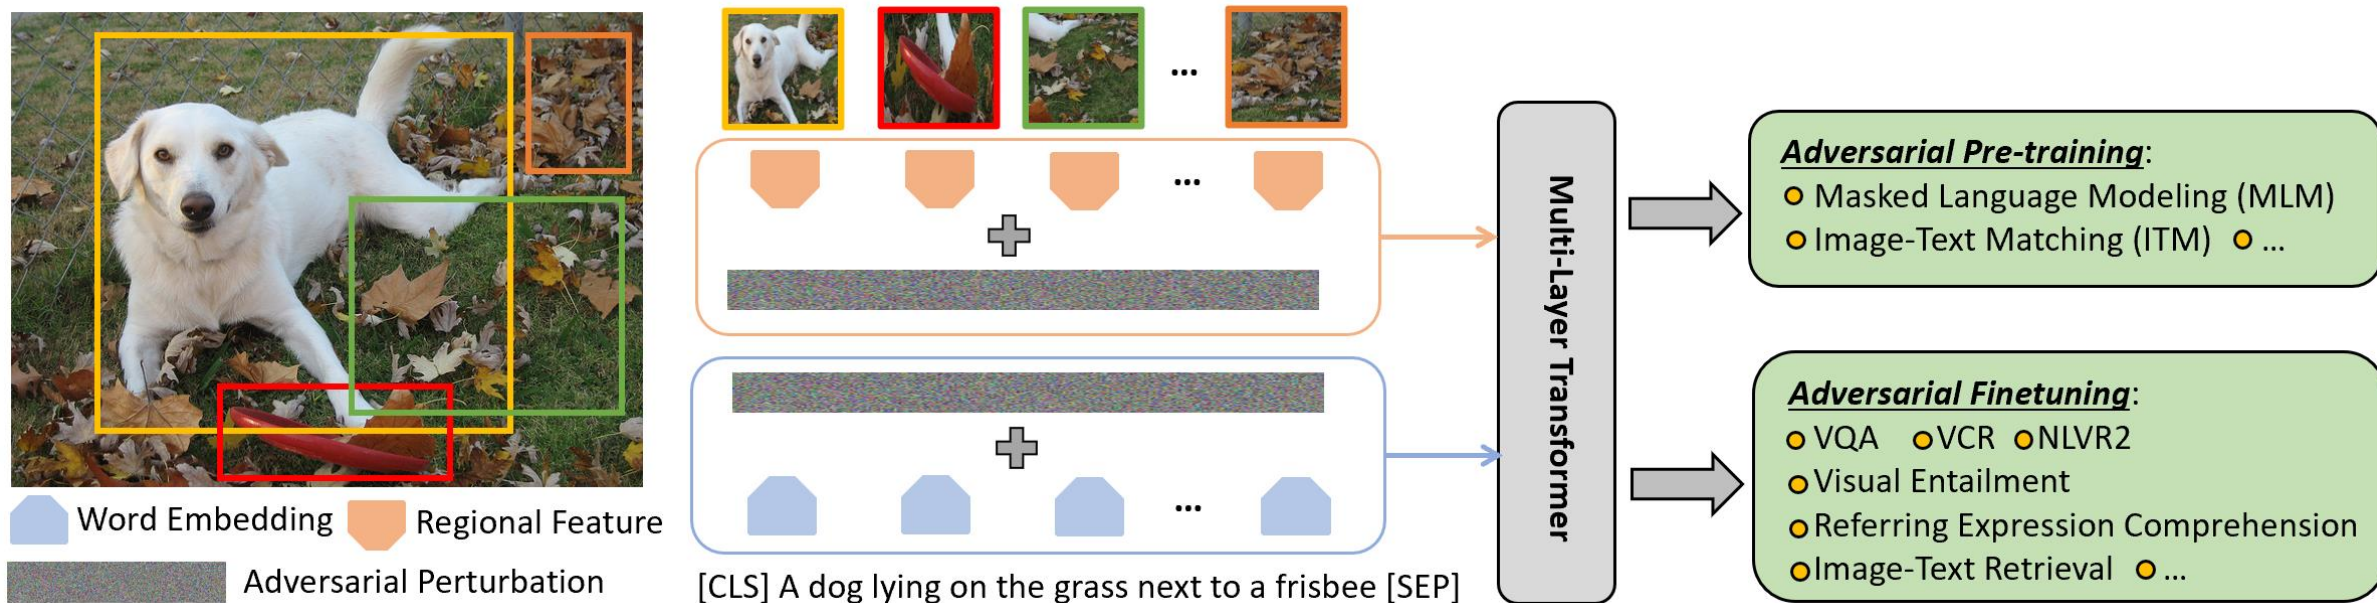 Word Embedding
Regional Feature
Adversarial Perturbation
...
...
...
[CLS] A dog lying on the grass next to a frisbee [SEP]
Multi-Layer Transformer
Adversarial Pre-training:
Masked Language Modeling (MLM)
Image-Text Matching (ITM) ...
Adversarial Finetuning:
VQA VCR NLVR2
Visual Entailment
Referring Expression Comprehension
Image-Text Retrieval ...